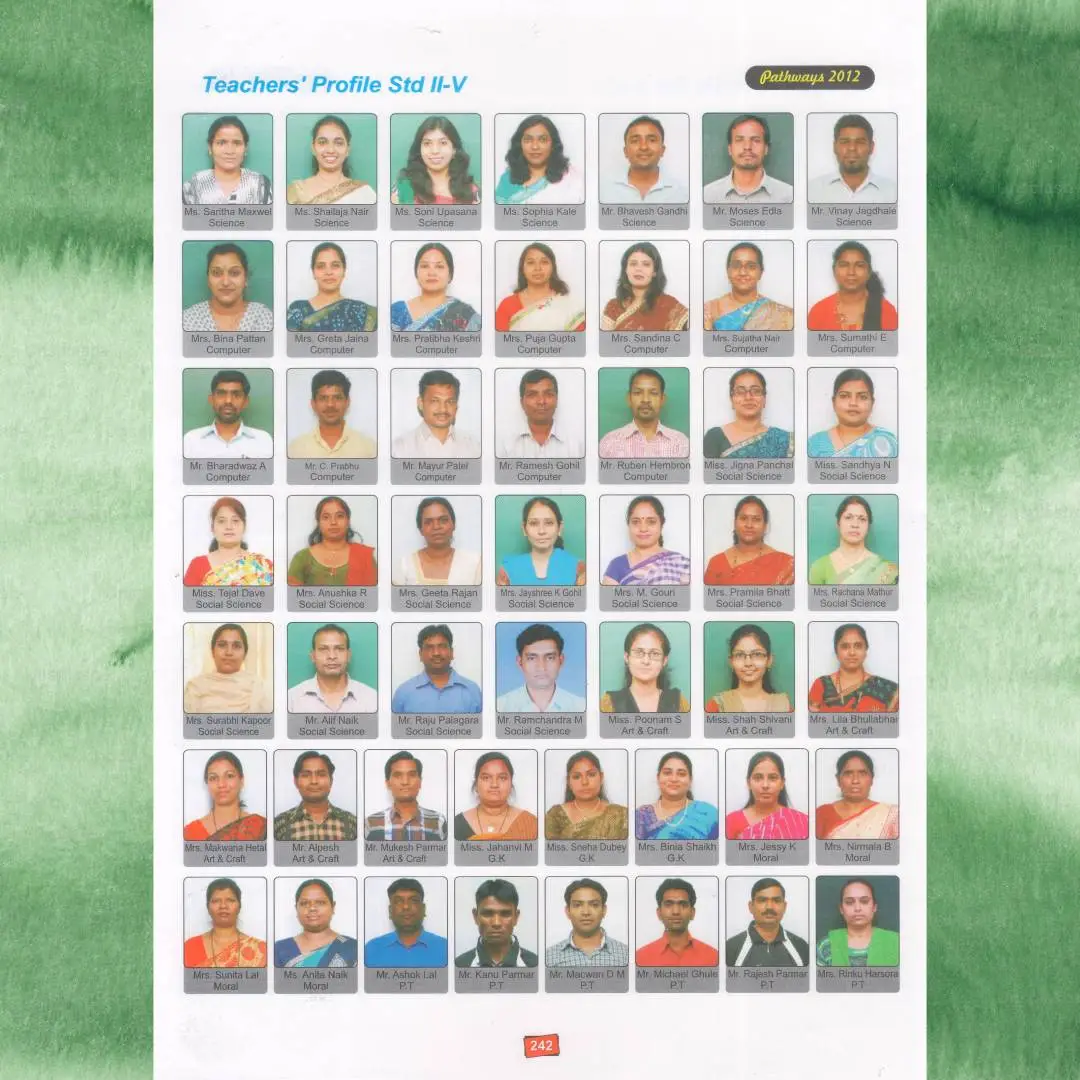 Teachers' Profile Std II-V
Pathways 2012
Ms. Saritha Maxwel
Science
Ms. Shailaja Nair
Science
Ms. Soni Upasana
Science
Ms. Sophia Kale
Science
Mr. Bhavesh Gandhi
Science
Mr. Moses Edla
Science
Mr. Vinay Jagdhale
Science
Mrs. Bina Pattan
Computer
Mrs. Greta Jaina
Computer
Mrs. Pratibha Keshri
Computer
Mrs. Puja Gupta
Computer
Mrs. Sandina C
Computer
Mrs. Sujatha Nair
Computer
Mrs. Sumathi E
Computer
Mr. Bharadwaz A
Computer
Mr. C. Prabhu
Computer
Mr. Mayur Patel
Computer
Mr. Ramesh Gohil
Computer
Mr. Ruben Hembron
Computer
Miss. Jigna Panchal
Social Science
Miss. Sandhya N
Social Science
Miss. Tejal Dave
Social Science
Mrs. Anushka R
Social Science
Mrs. Geeta Rajan
Social Science
Mrs. Jayshree K Gohil
Social Science
Mrs. M. Gouri
Social Science
Mrs. Pramila Bhatt
Social Science
Mrs. Rachana Mathur
Social Science
Mrs. Surabhi Kapoor
Social Science
Mr. Alif Naik
Social Science
Mr. Raju Palagara
Social Science
Mr. Ramchandra M
Social Science
Miss. Poonam S
Art & Craft
Miss. Shah Shivani
Art & Craft
Mrs. Lila Bhullabhai
Art & Craft
Mrs. Makwana Hetal
Art & Craft
Mr. Alpesh
Art & Craft
Mr. Mukesh Parmar
Art & Craft
Miss. Jahanvi M
G.K
Miss. Sneha Dubey
G.K
Mrs. Binia Shaikh
G.K
Mrs. Jessy K
Moral
Mrs. Nirmala B
Moral
Mrs. Sunita Lal
Moral
Ms. Anita Naik
Moral
Mr. Ashok Lal
P.T
Mr. Kanu Parmar
P.T
Mr. Macwan D M
P.T
Mr. Michael Ghule
P.T
Mr. Rajesh Parmar
P.T
Mrs. Rinku Harsora
P.T
242